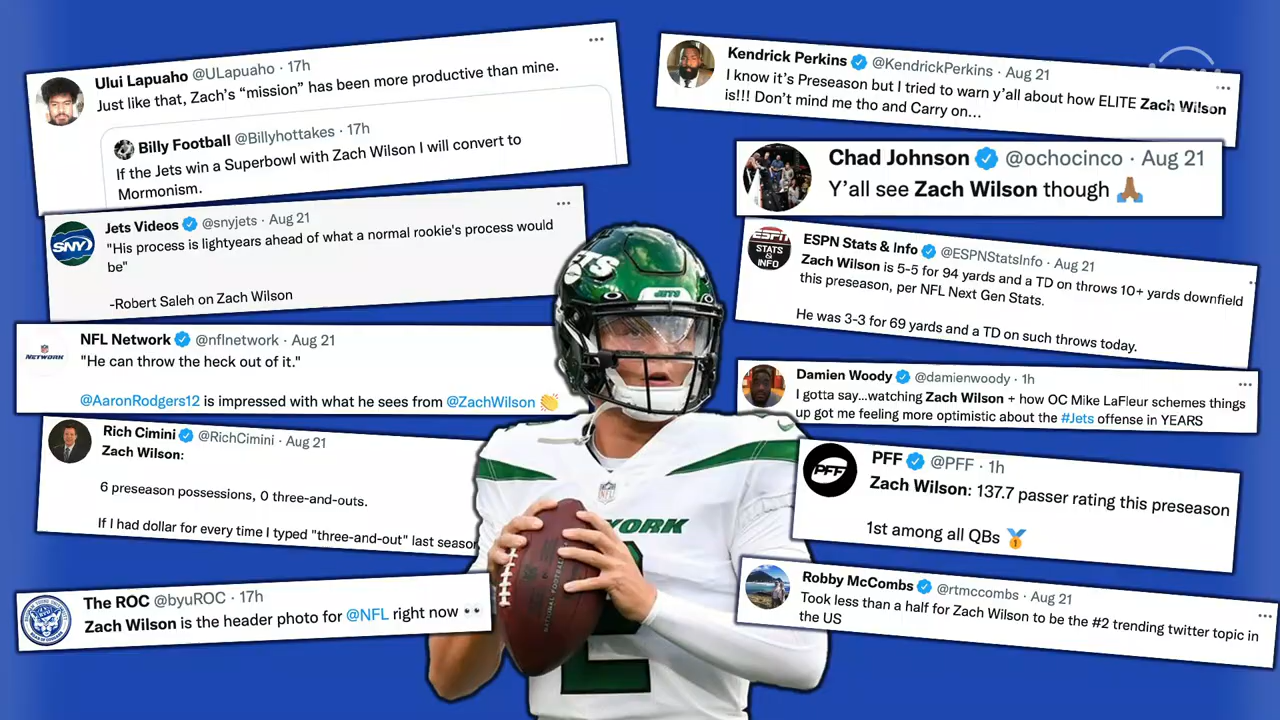 Ului Lapuaho @ULapuaho · 17h
Just like that, Zach's “mission” has been more productive than mine.
Billy Football @Billyhottakes · 17h
If the Jets win a Superbowl with Zach Wilson I will convert to
Mormonism.
SNY
Jets Videos @snyjets · Aug 21
"His process is lightyears ahead of what a normal rookie's process would
be"
-Robert Saleh on Zach Wilson
NETWORK
NFL Network @nflnetwork · Aug 21
"He can throw the heck out of it."
@AaronRodgers12 is impressed with what he sees from @ZachWilson 👏
Rich Cimini @RichCimini · Aug 21
Zach Wilson:
6 preseason possessions, 0 three-and-outs.
If I had dollar for every time I typed "three-and-out" last season
The ROC @byuROC · 17h
Zach Wilson is the header photo for @NFL right now 👀
Kendrick Perkins @KendrickPerkins · Aug 21
I know it's Preseason but I tried to warn y'all about how ELITE Zach Wilson
is!!! Don't mind me tho and Carry on…
Chad Johnson @ochocinco · Aug 21
Y'all see Zach Wilson though 🙏🏾
ESPN
STATS
&
INFO
ESPN Stats & Info @ESPNStatsInfo · Aug 21
Zach Wilson is 5-5 for 94 yards and a TD on throws 10+ yards downfield
this preseason, per NFL Next Gen Stats.
He was 3-3 for 69 yards and a TD on such throws today.
Damien Woody @damienwoody · 1h
I gotta say...watching Zach Wilson + how OC Mike LaFleur schemes things
up got me feeling more optimistic about the #Jets offense in YEARS
PFF
PFF @PFF · 1h
Zach Wilson: 137.7 passer rating this preseason
1st among all QBs 🥇
Robby McCombs @rtmccombs · Aug 21
Took less than a half for Zach Wilson to be the #2 trending twitter topic in
the US
JETS
NFL
YORK
2